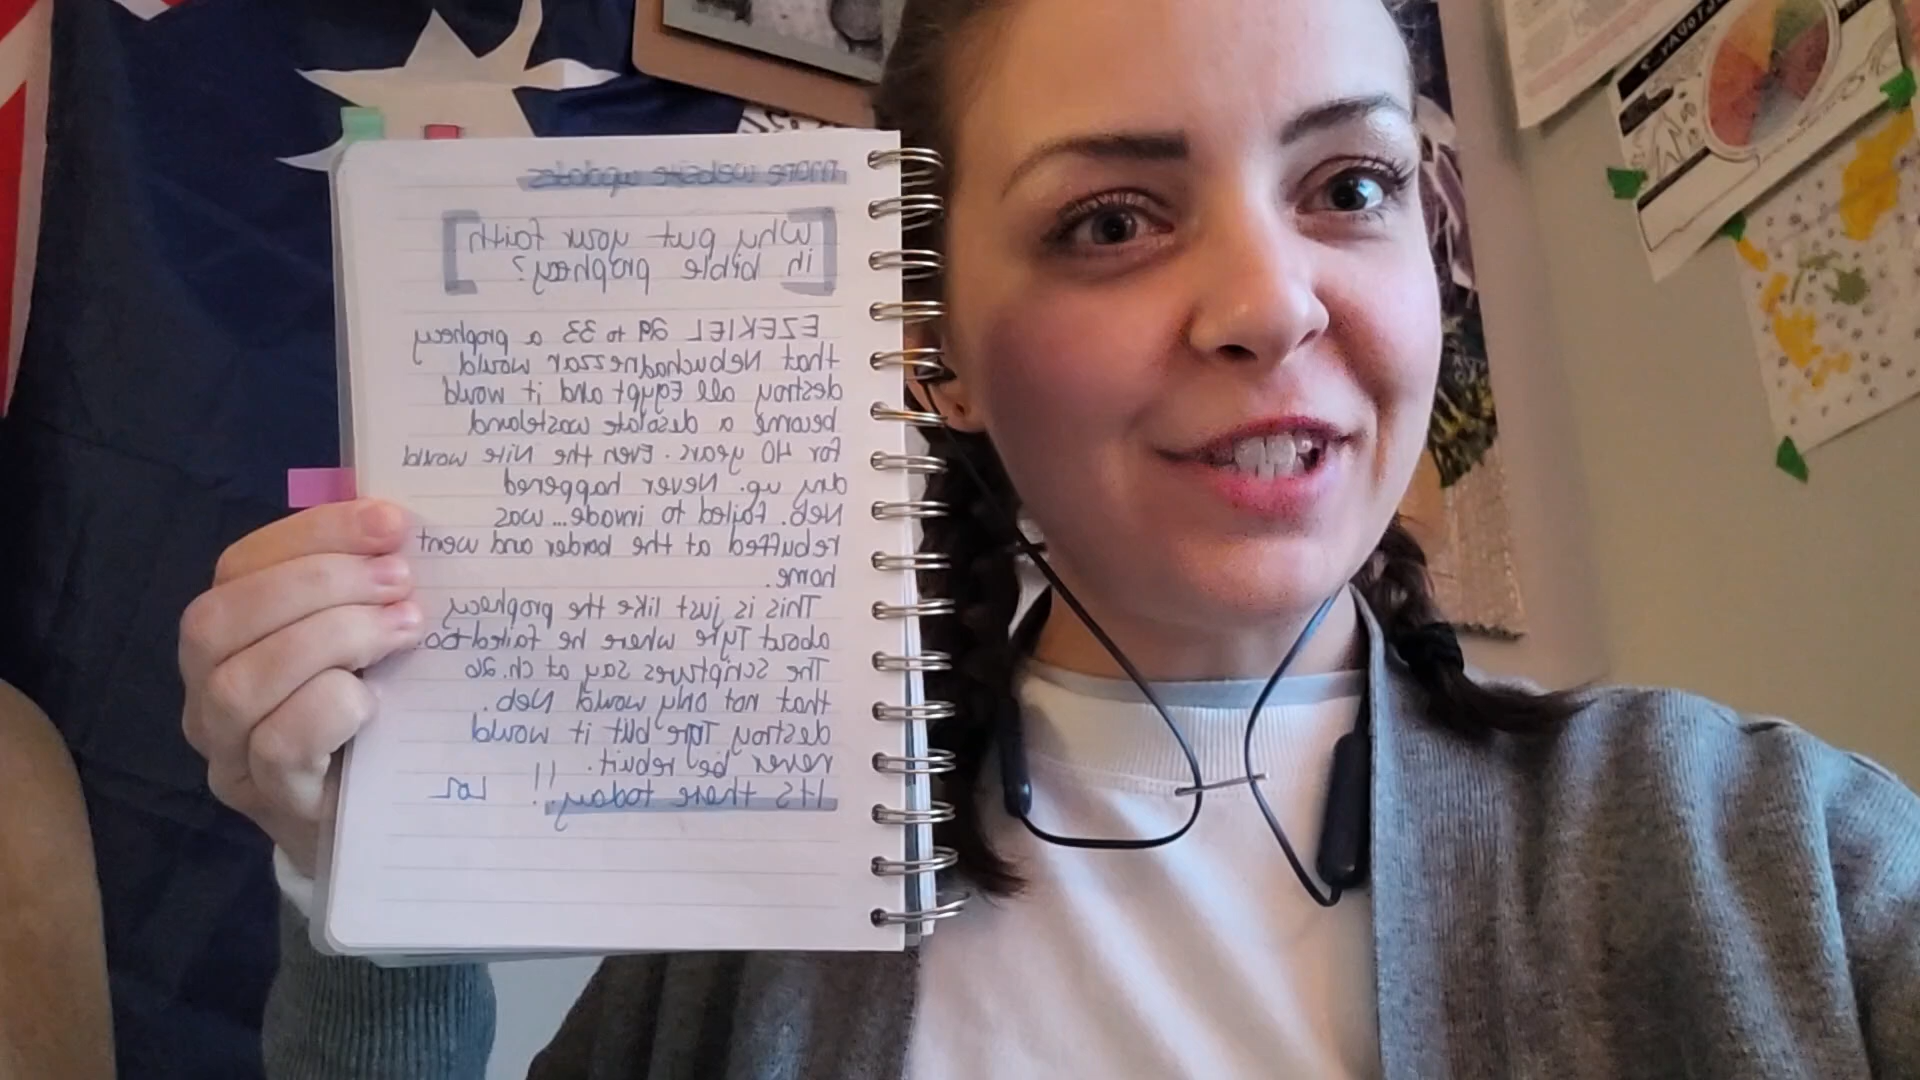 more website updates
[Why put your faith
in bible prophecy?]
EZEKIEL 29 to 33 a prophecy
that Nebuchadnezzar would
destroy all Egypt and it would
become a desolate wasteland
for 40 years. Even the Nile would
dry up. Never happened
Neb. failed to invade... was
rebuffed at the border and went
home.
This is just like the prophecy
about Tyre where he failed too.
The Scriptures say at ch. 26
that not only would Neb.
destroy Tyre but it would
never be rebuilt.
It's there today!! LOL